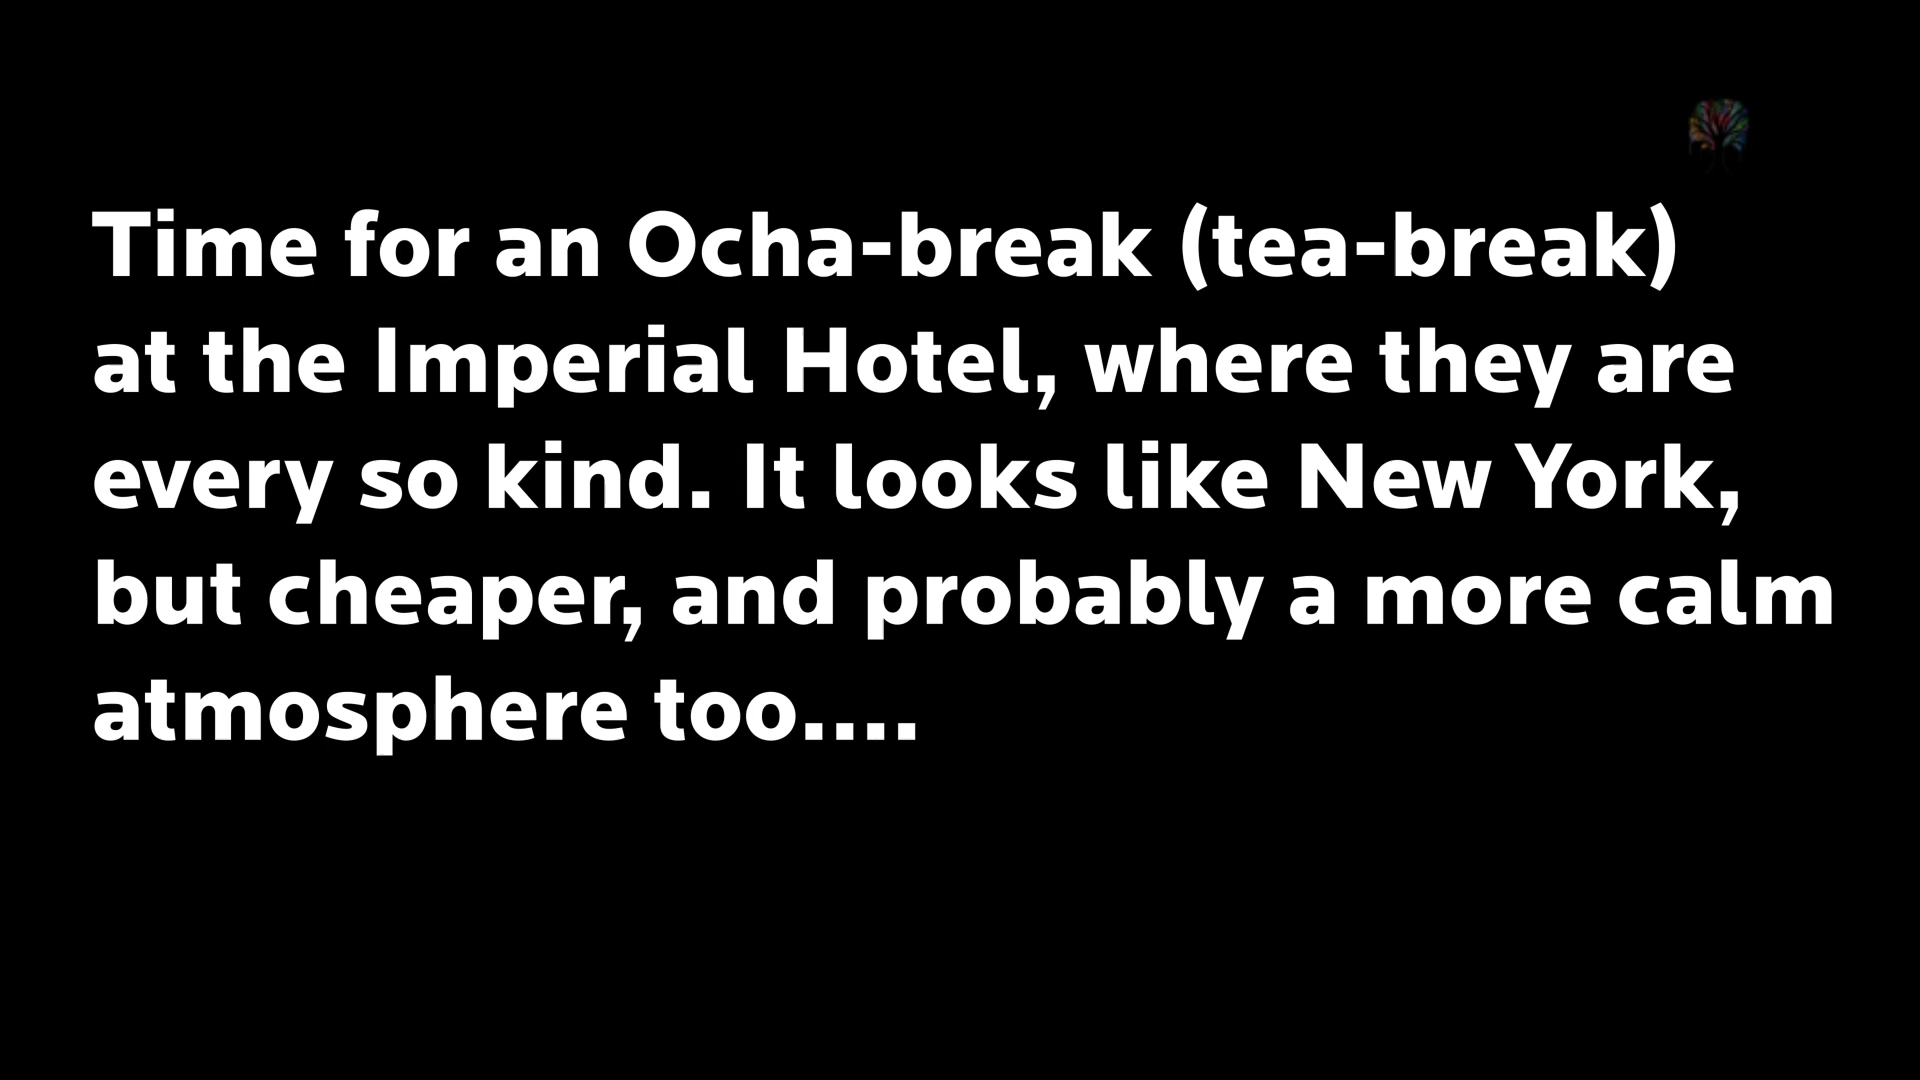 Time for an Ocha-break (tea-break)
at the Imperial Hotel, where they are
every so kind. It looks like New York,
but cheaper, and probably a more calm
atmosphere too....